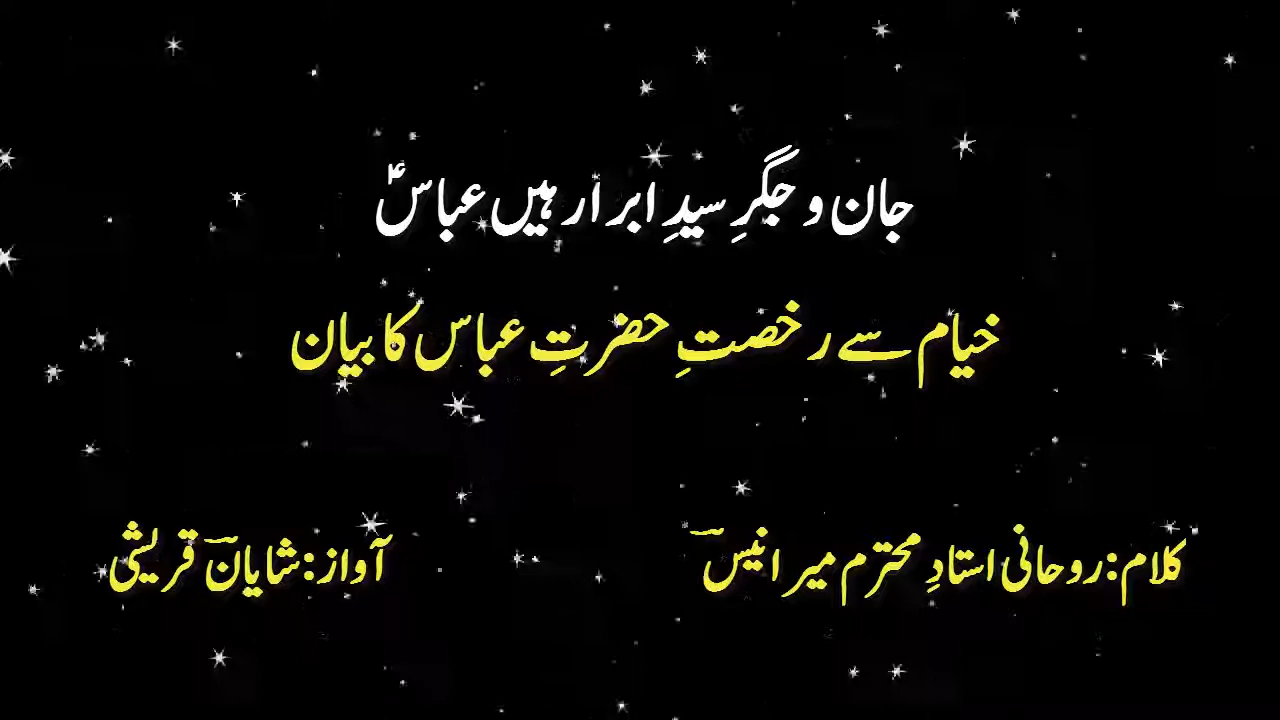 جان و جگرِ سیدِ ابرار ہیں عباسؑ
خیام سے رخصتِ حضرتِ عباس کا بیان
کلام: روحانی استادِ محترم میر انیسؔ
آواز: شایانؔ قریشی